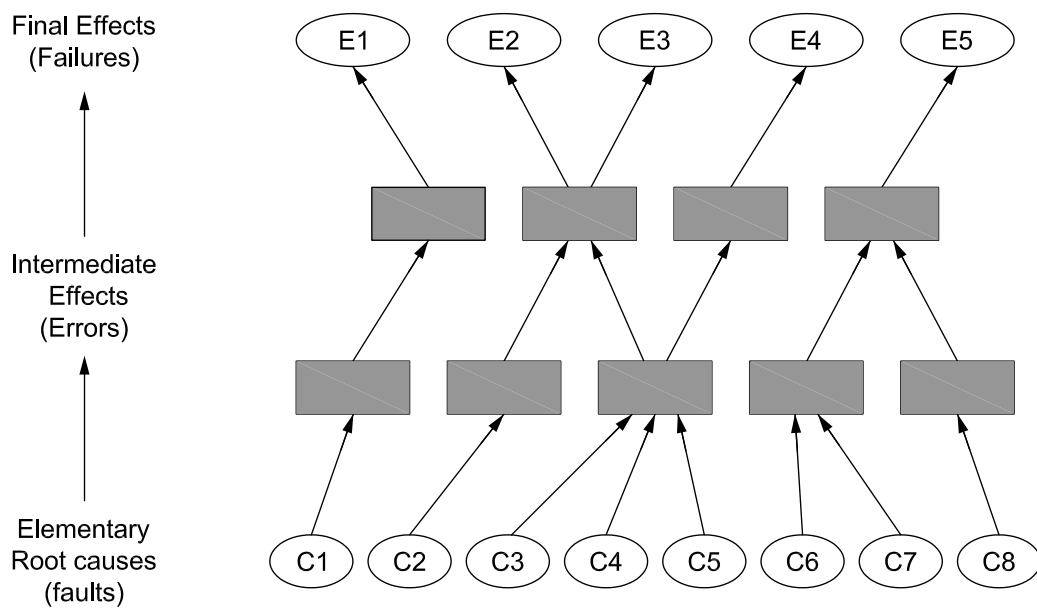 Final Effects
(Failures)
E1
E2
E3
E4
E5
Intermediate
Effects
(Errors)
Elementary
Root causes
(faults)
C1
C2
C3
C4
C5
C6
C7
C8